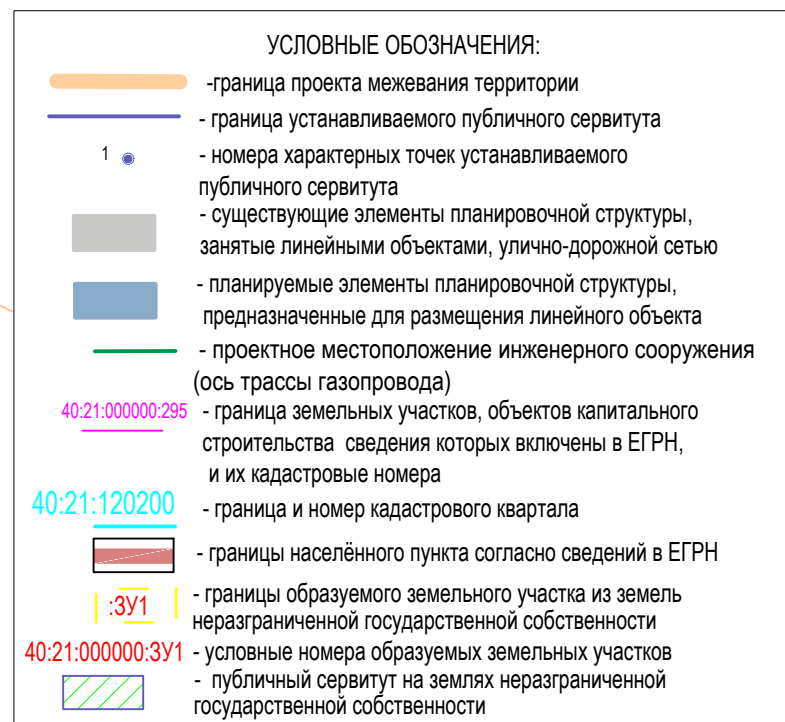 УСЛОВНЫЕ ОБОЗНАЧЕНИЯ:
-граница проекта межевания территории
- граница устанавливаемого публичного сервитута
1 - номера характерных точек устанавливаемого
публичного сервитута
- существующие элементы планировочной структуры,
занятые линейными объектами, улично-дорожной сетью
- планируемые элементы планировочной структуры,
предназначенные для размещения линейного объекта
- проектное местоположение инженерного сооружения
(ось трассы газопровода)
40:21:000000:295 - граница земельных участков, объектов капитального
строительства сведения которых включены в ЕГРН,
и их кадастровые номера
40:21:120200 - граница и номер кадастрового квартала
- границы населённого пункта согласно сведений в ЕГРН
:ЗУ1 - границы образуемого земельного участка из земель
неразграниченной государственной собственности
40:21:000000:ЗУ1 - условные номера образуемых земельных участков
- публичный сервитут на землях неразграниченной
государственной собственности